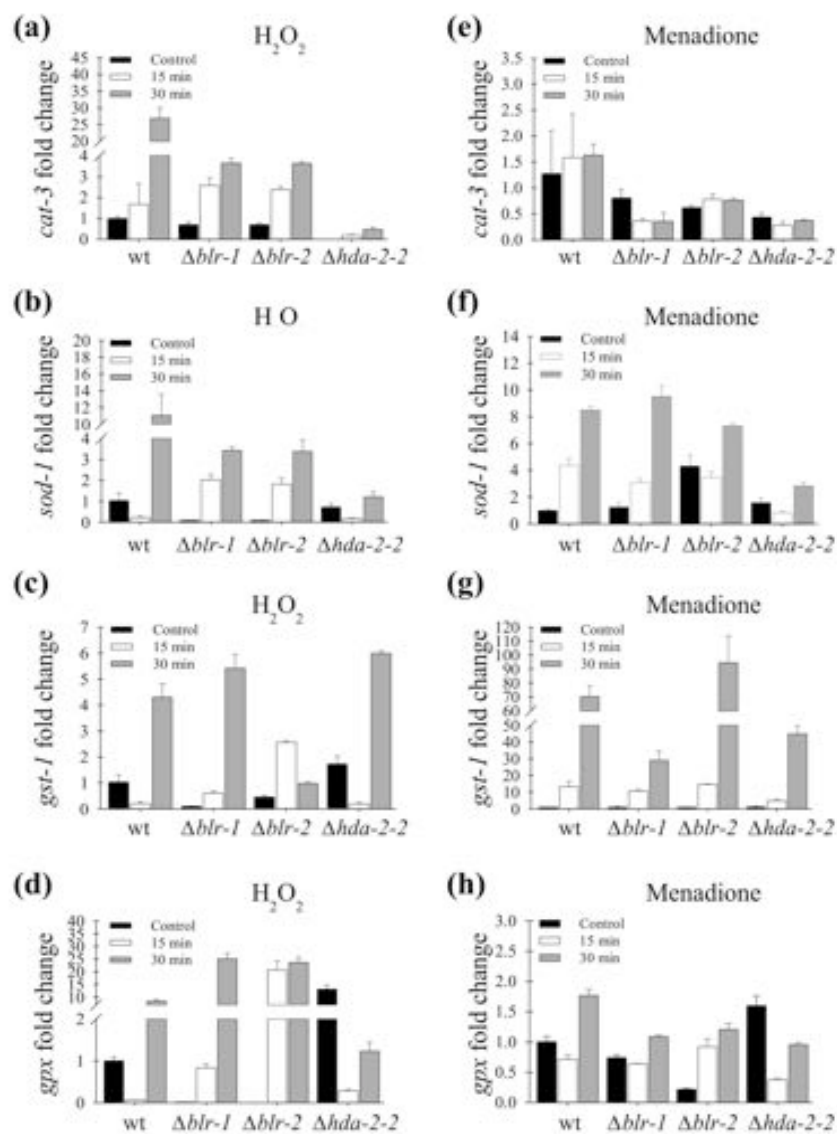 (a)
H₂O₂
cat-3 fold change
45
40
35
30
25
20
4
3
2
1
0
Control
15 min
30 min
wt Δblr-1 Δblr-2 Δhda-2-2
(b)
H O
sod-1 fold change
20
18
16
14
12
10
4
3
2
1
0
Control
15 min
30 min
wt Δblr-1 Δblr-2 Δhda-2-2
(c)
H₂O₂
gst-1 fold change
7
6
5
4
3
2
1
0
Control
15 min
30 min
wt Δblr-1 Δblr-2 Δhda-2-2
(d)
H₂O₂
gpx fold change
40
35
30
25
20
10
2
1
0
Control
15 min
30 min
wt Δblr-1 Δblr-2 Δhda-2-2
(e)
Menadione
cat-3 fold change
3.5
3.0
2.5
2.0
1.5
1.0
0.5
0.0
Control
15 min
30 min
wt Δblr-1 Δblr-2 Δhda-2-2
(f)
Menadione
sod-1 fold change
14
12
10
8
6
4
2
0
Control
15 min
30 min
wt Δblr-1 Δblr-2 Δhda-2-2
(g)
Menadione
gst-1 fold change
120
110
100
90
80
70
60
50
40
30
20
10
0
Control
15 min
30 min
wt Δblr-1 Δblr-2 Δhda-2-2
(h)
Menadione
gpx fold change
3.0
2.5
2.0
1.5
1.0
0.5
0.0
Control
15 min
30 min
wt Δblr-1 Δblr-2 Δhda-2-2